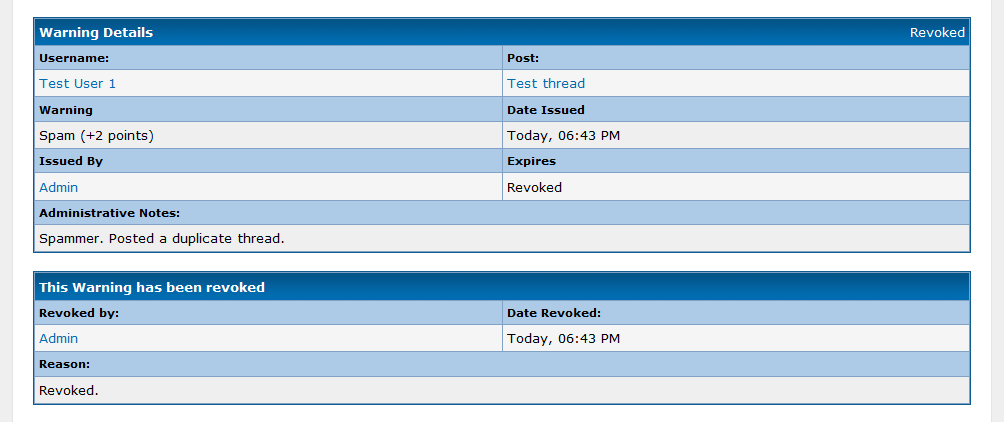 Warning Details Revoked
Username: Post:
Test User 1 Test thread
Warning Date Issued
Spam (+2 points) Today, 06:43 PM
Issued By Expires
Admin Revoked
Administrative Notes:
Spammer. Posted a duplicate thread.
This Warning has been revoked
Revoked by: Date Revoked:
Admin Today, 06:43 PM
Reason:
Revoked.